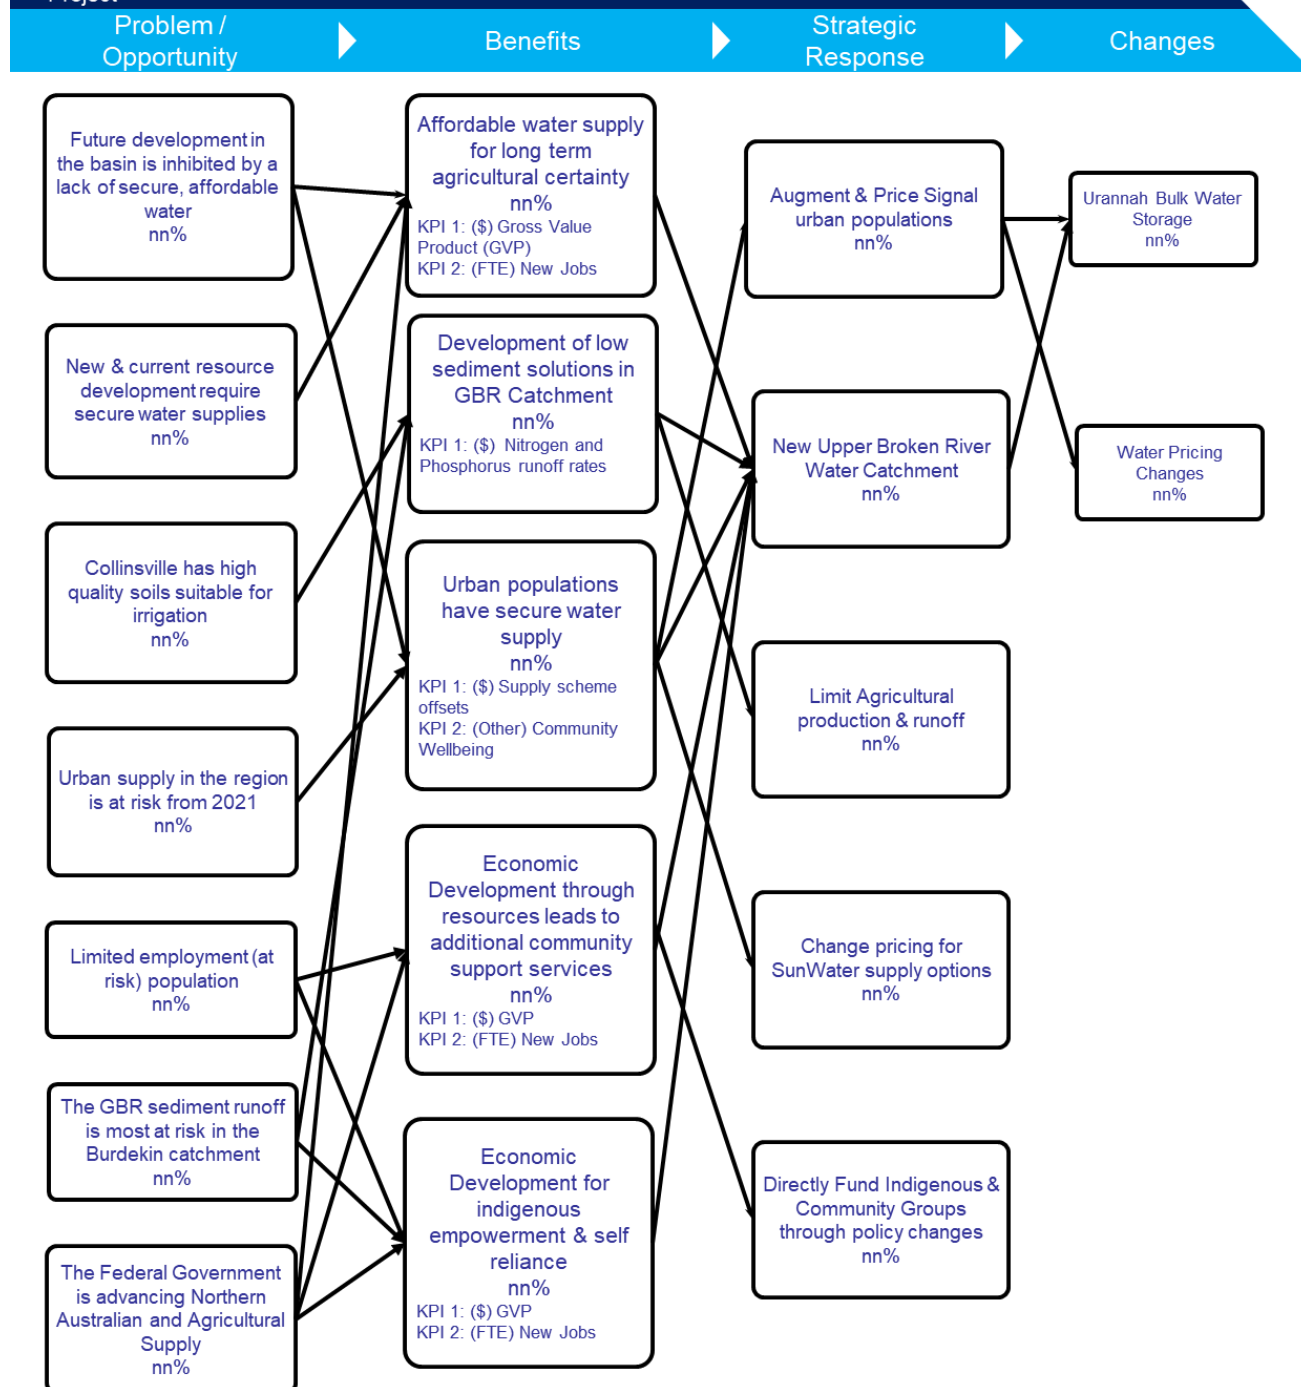 Project
Problem /
Opportunity
Benefits
Strategic
Response
Changes
Future development in
the basin is inhibited by a
lack of secure, affordable
water
nn%
New & current resource
development require
secure water supplies
nn%
Collinsville has high
quality soils suitable for
irrigation
nn%
Urban supply in the region
is at risk from 2021
nn%
Limited employment (at
risk) population
nn%
The GBR sediment runoff
is most at risk in the
Burdekin catchment
nn%
The Federal Government
is advancing Northern
Australian and Agricultural
Supply
nn%
Affordable water supply
for long term
agricultural certainty
nn%
KPI 1: ($) Gross Value
Product (GVP)
KPI 2: (FTE) New Jobs
Development of low
sediment solutions in
GBR Catchment
nn%
KPI 1: ($) Nitrogen and
Phosphorus runoff rates
Urban populations
have secure water
supply
nn%
KPI 1: ($) Supply scheme
offsets
KPI 2: (Other) Community
Wellbeing
Economic
Development through
resources leads to
additional community
support services
nn%
KPI 1: ($) GVP
KPI 2: (FTE) New Jobs
Economic
Development for
indigenous
empowerment & self
reliance
nn%
KPI 1: ($) GVP
KPI 2: (FTE) New Jobs
Augment & Price Signal
urban populations
nn%
New Upper Broken River
Water Catchment
nn%
Limit Agricultural
production & runoff
nn%
Change pricing for
SunWater supply options
nn%
Directly Fund Indigenous &
Community Groups
through policy changes
nn%
Urannah Bulk Water
Storage
nn%
Water Pricing
Changes
nn%